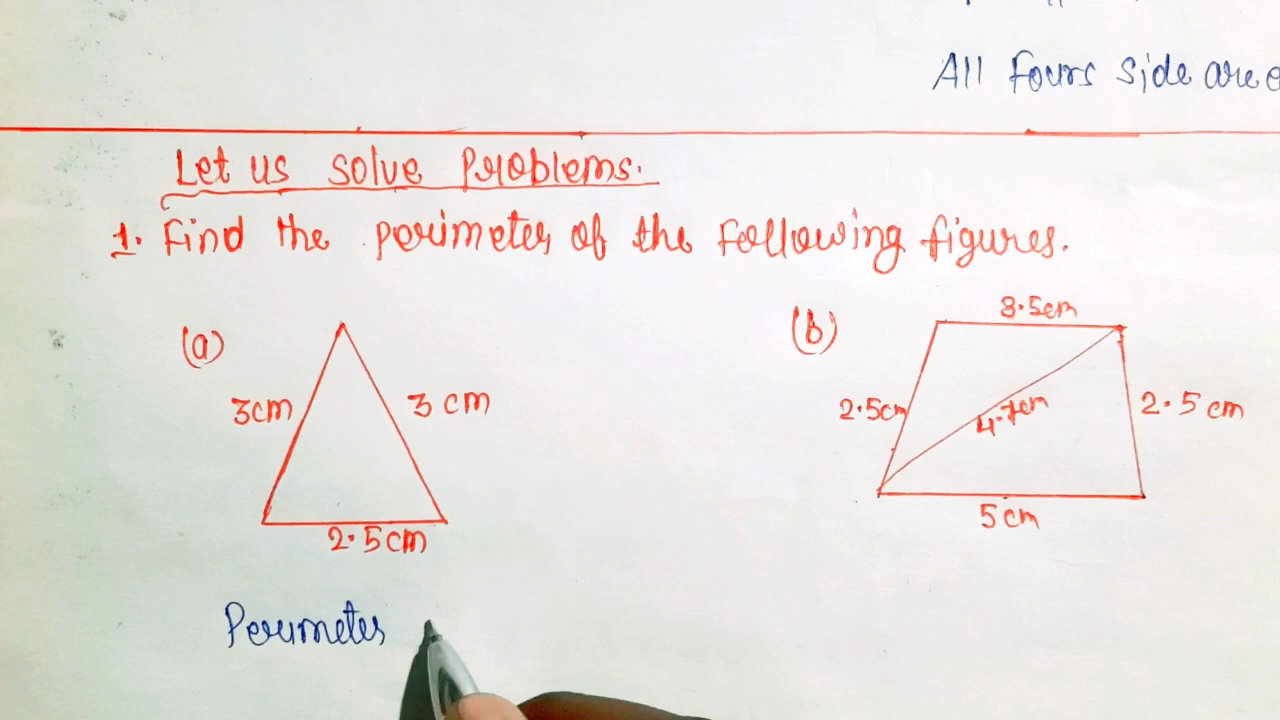 All fours side are
Let us solve Problems.
1. Find the perimeter of the following figures.
(a)
3cm
3 cm
2.5cm
(b)
3.5cm
2.5cm
4.7cm
2.5 cm
5cm
Perimeter